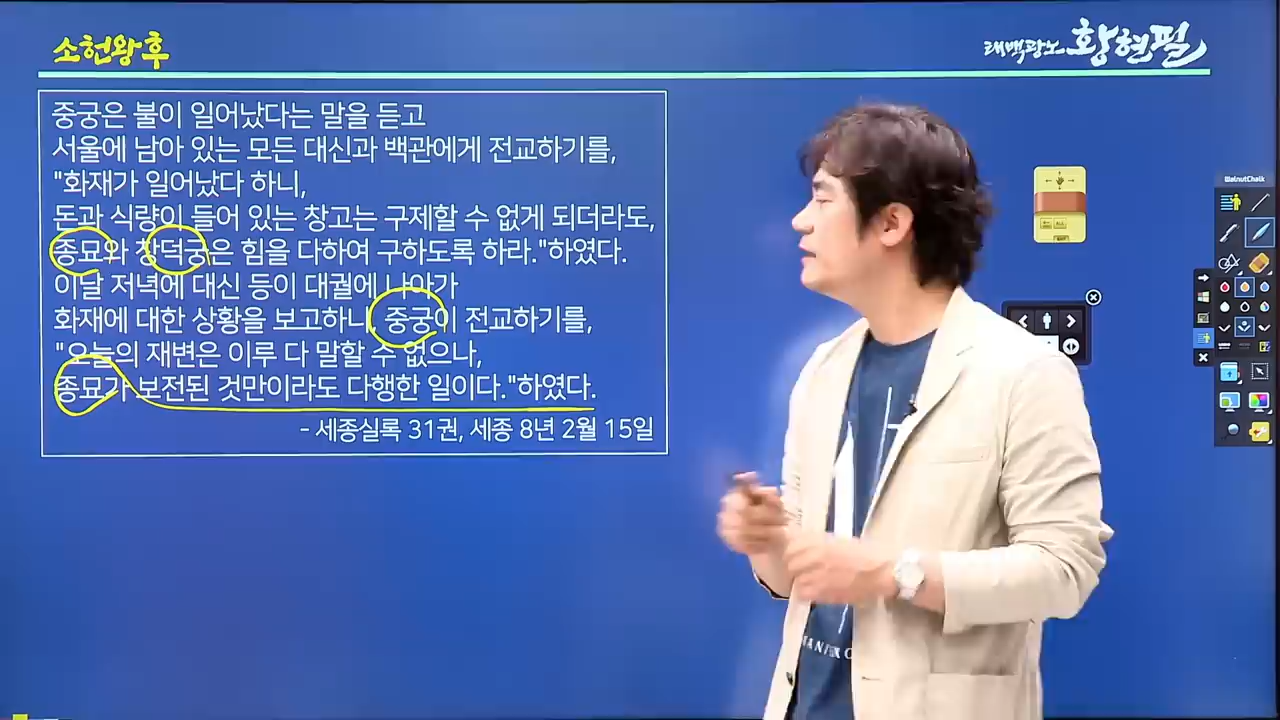 소헌왕후
태백광노 황현필
중궁은 불이 일어났다는 말을 듣고
서울에 남아 있는 모든 대신과 백관에게 전교하기를,
"화재가 일어났다 하니,
돈과 식량이 들어 있는 창고는 구제할 수 없게 되더라도,
종묘와 창덕궁은 힘을 다하여 구하도록 하라."하였다.
이날 저녁에 대신 등이 대궐에 나아가
화재에 대한 상황을 보고하니, 중궁이 전교하기를,
"오늘의 재변은 이루 다 말할 수 없으나,
종묘가 보전된 것만이라도 다행한 일이다."하였다.
- 세종실록 31권, 세종 8년 2월 15일
WalnutChalk